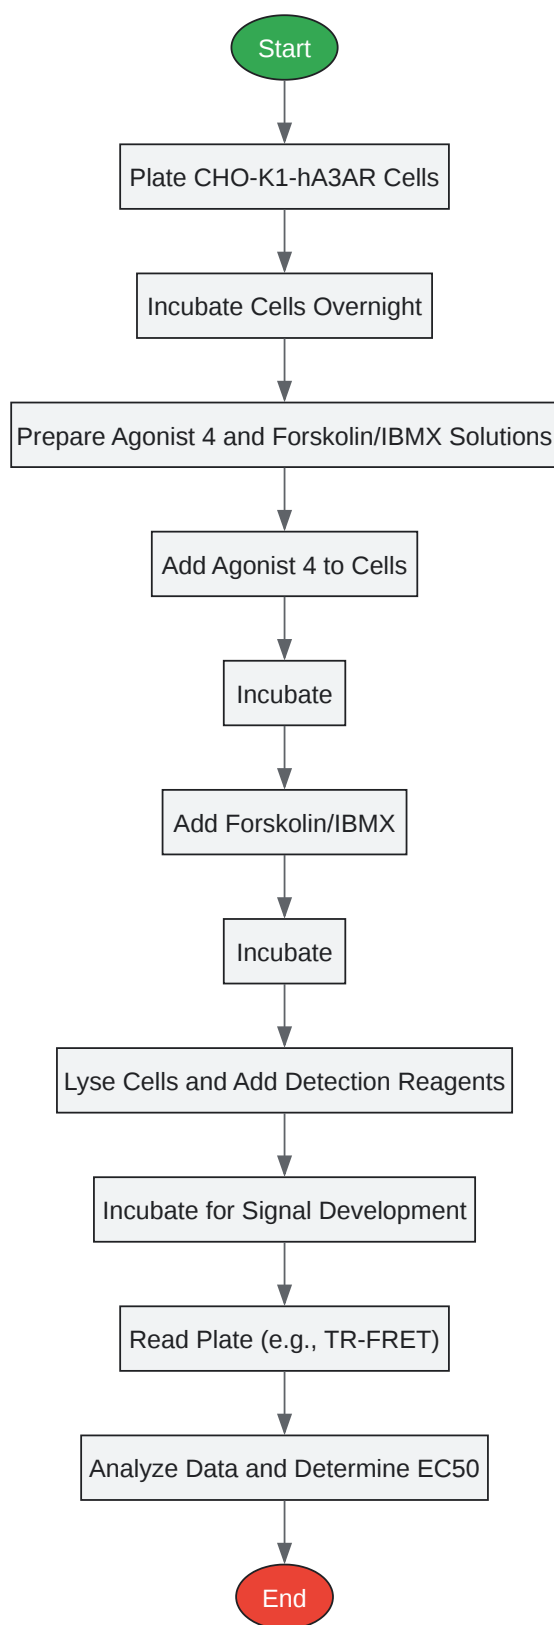 Start
Plate CHO-K1-hA3AR Cells
Incubate Cells Overnight
Prepare Agonist 4 and Forskolin/IBMX Solutions
Add Agonist 4 to Cells
Incubate
Add Forskolin/IBMX
Incubate
Lyse Cells and Add Detection Reagents
Incubate for Signal Development
Read Plate (e.g., TR-FRET)
Analyze Data and Determine EC50
End